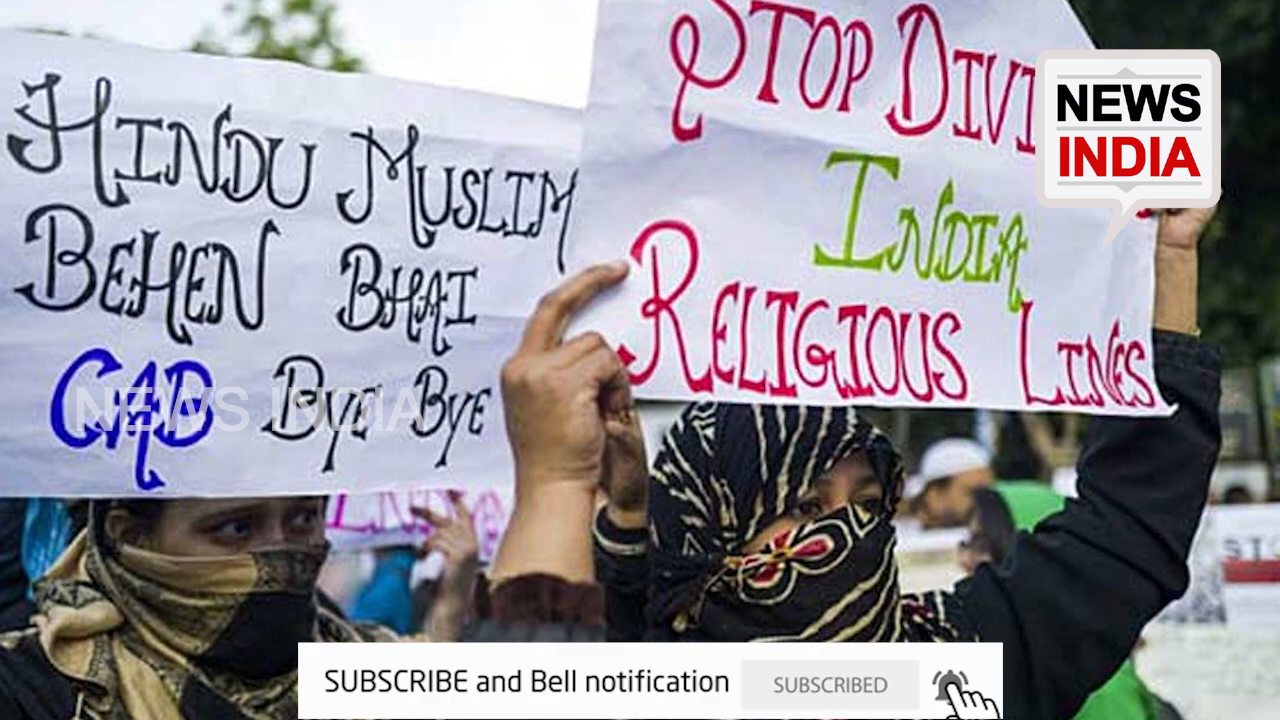 HINDU MUSLIM
BEHEN BHAI
CAB BYE BYE
STOP DIVI
INDIA
RELIGIOUS LINES
NEWS
INDIA
NEWS INDIA
SUBSCRIBE and Bell notification
SUBSCRIBED